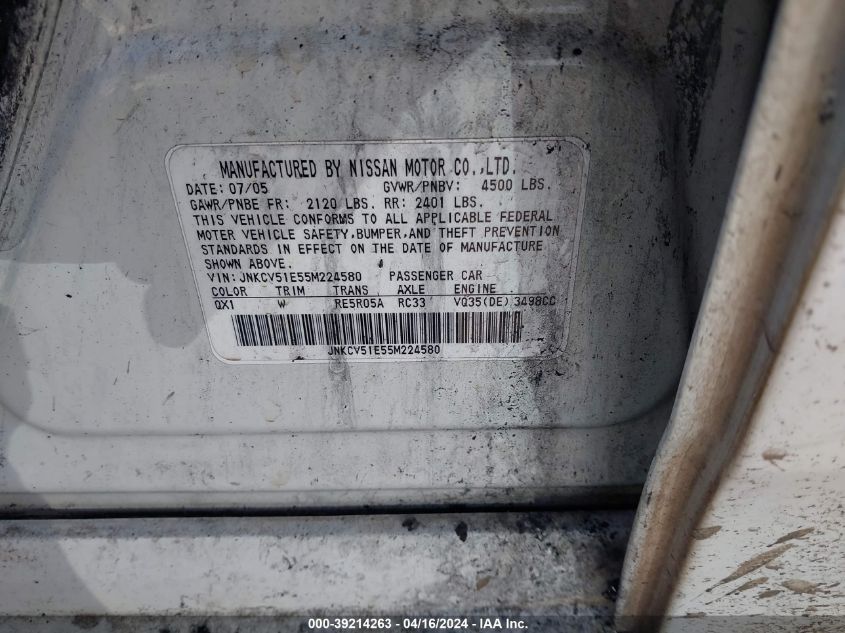 MANUFACTURED BY NISSAN MOTOR CO.,LTD.
DATE: 07/05 GVWR/PNBV: 4500 LBS.
GAWR/PNBE FR: 2120 LBS. RR: 2401 LBS.
THIS VEHICLE CONFORMS TO ALL APPLICABLE FEDERAL
MOTOR VEHICLE SAFETY,BUMPER,AND THEFT PREVENTION
STANDARDS IN EFFECT ON THE DATE OF MANUFACTURE
SHOWN ABOVE.
VIN: JNKCV51E55M224580 PASSENGER CAR
COLOR TRIM TRANS AXLE ENGINE
QX1 W RE5R05A RC33 VQ35(DE) 3498CC
JNKCV51E55M224580
000-39214263 - 04/16/2024 - IAA Inc.